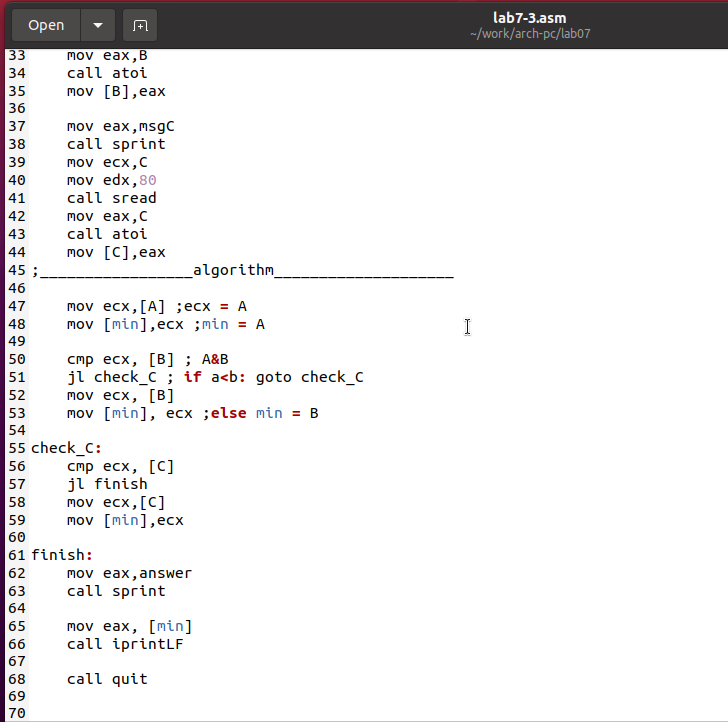 Open
lab7-3.asm
~/work/arch-pc/lab07
33 mov eax,B
34 call atoi
35 mov [B],eax
36
37 mov eax,msgC
38 call sprint
39 mov ecx,C
40 mov edx,80
41 call sread
42 mov eax,C
43 call atoi
44 mov [C],eax
45 ;_________________algorithm____________________
46
47 mov ecx,[A] ;ecx = A
48 mov [min],ecx ;min = A
49
50 cmp ecx, [B] ; A&B
51 jl check_C ; if a<b: goto check_C
52 mov ecx, [B]
53 mov [min], ecx ;else min = B
54
55 check_C:
56 cmp ecx, [C]
57 jl finish
58 mov ecx,[C]
59 mov [min],ecx
60
61 finish:
62 mov eax,answer
63 call sprint
64
65 mov eax, [min]
66 call iprintLF
67
68 call quit
69
70